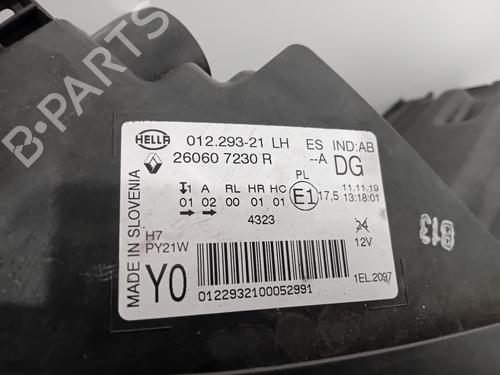 B-PARTS
HELLA 012.293-21 LH ES IND:AB
26060 7230 R --A DG
PL
11.11.19
1 A RL HR HC E1 17,5 13:18:01
01 02 00 01 01
4323
24
H7
PY21W
12V
Y0
01229321000052991
1EL.2097
MADE IN SLOVENIA
B13